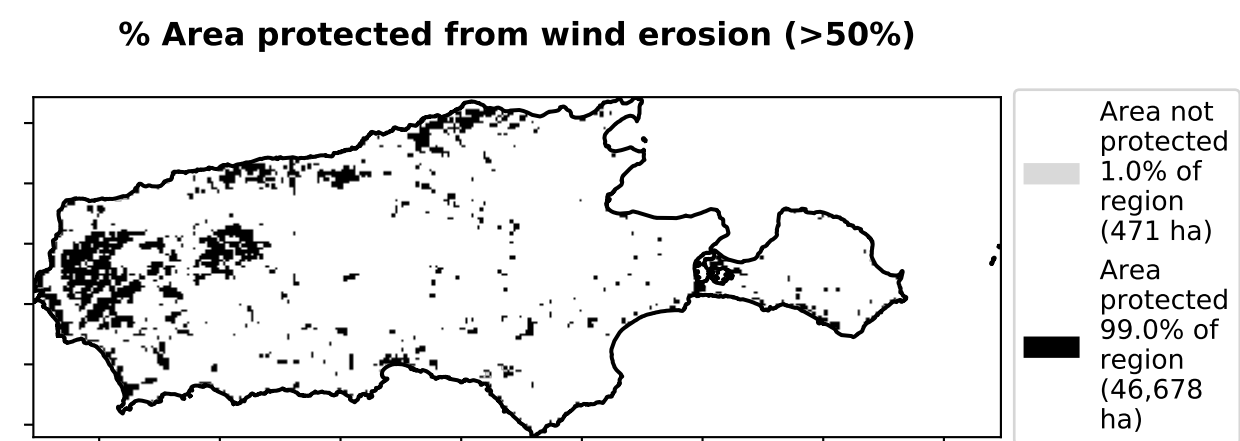 % Area protected from wind erosion (>50%)
Area not
protected
1.0% of
region
(471 ha)
Area
protected
99.0% of
region
(46,678
ha)